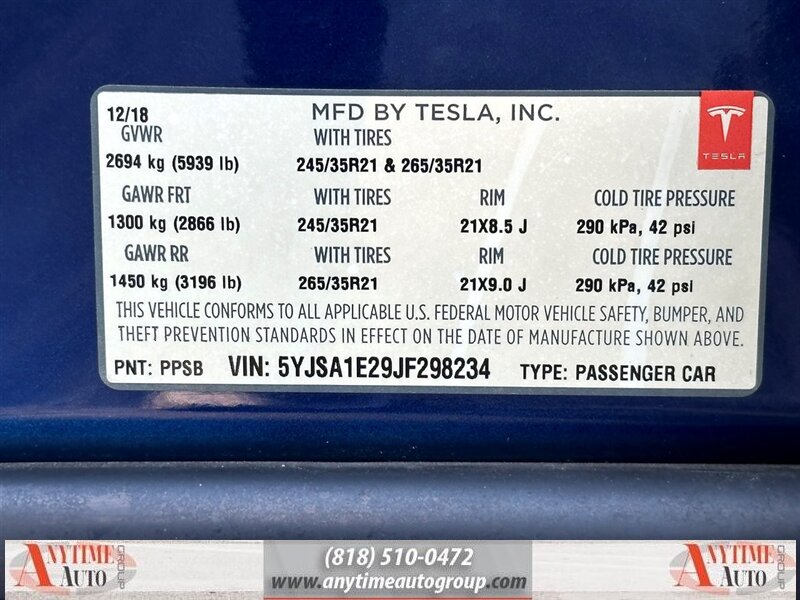 12/18 MFD BY TESLA, INC.
GVWR WITH TIRES
2694 kg (5939 lb) 245/35R21 & 265/35R21
TESLA
GAWR FRT WITH TIRES RIM COLD TIRE PRESSURE
1300 kg (2866 lb) 245/35R21 21X8.5 J 290 kPa, 42 psi
GAWR RR WITH TIRES RIM COLD TIRE PRESSURE
1450 kg (3196 lb) 265/35R21 21X9.0 J 290 kPa, 42 psi
THIS VEHICLE CONFORMS TO ALL APPLICABLE U.S. FEDERAL MOTOR VEHICLE SAFETY, BUMPER, AND
THEFT PREVENTION STANDARDS IN EFFECT ON THE DATE OF MANUFACTURE SHOWN ABOVE.
PNT: PPSB VIN: 5YJSA1E29JF298234 TYPE: PASSENGER CAR
ANYTIME AUTO GROUP
(818) 510-0472
www.anytimeautogroup.com
ANYTIME AUTO GROUP